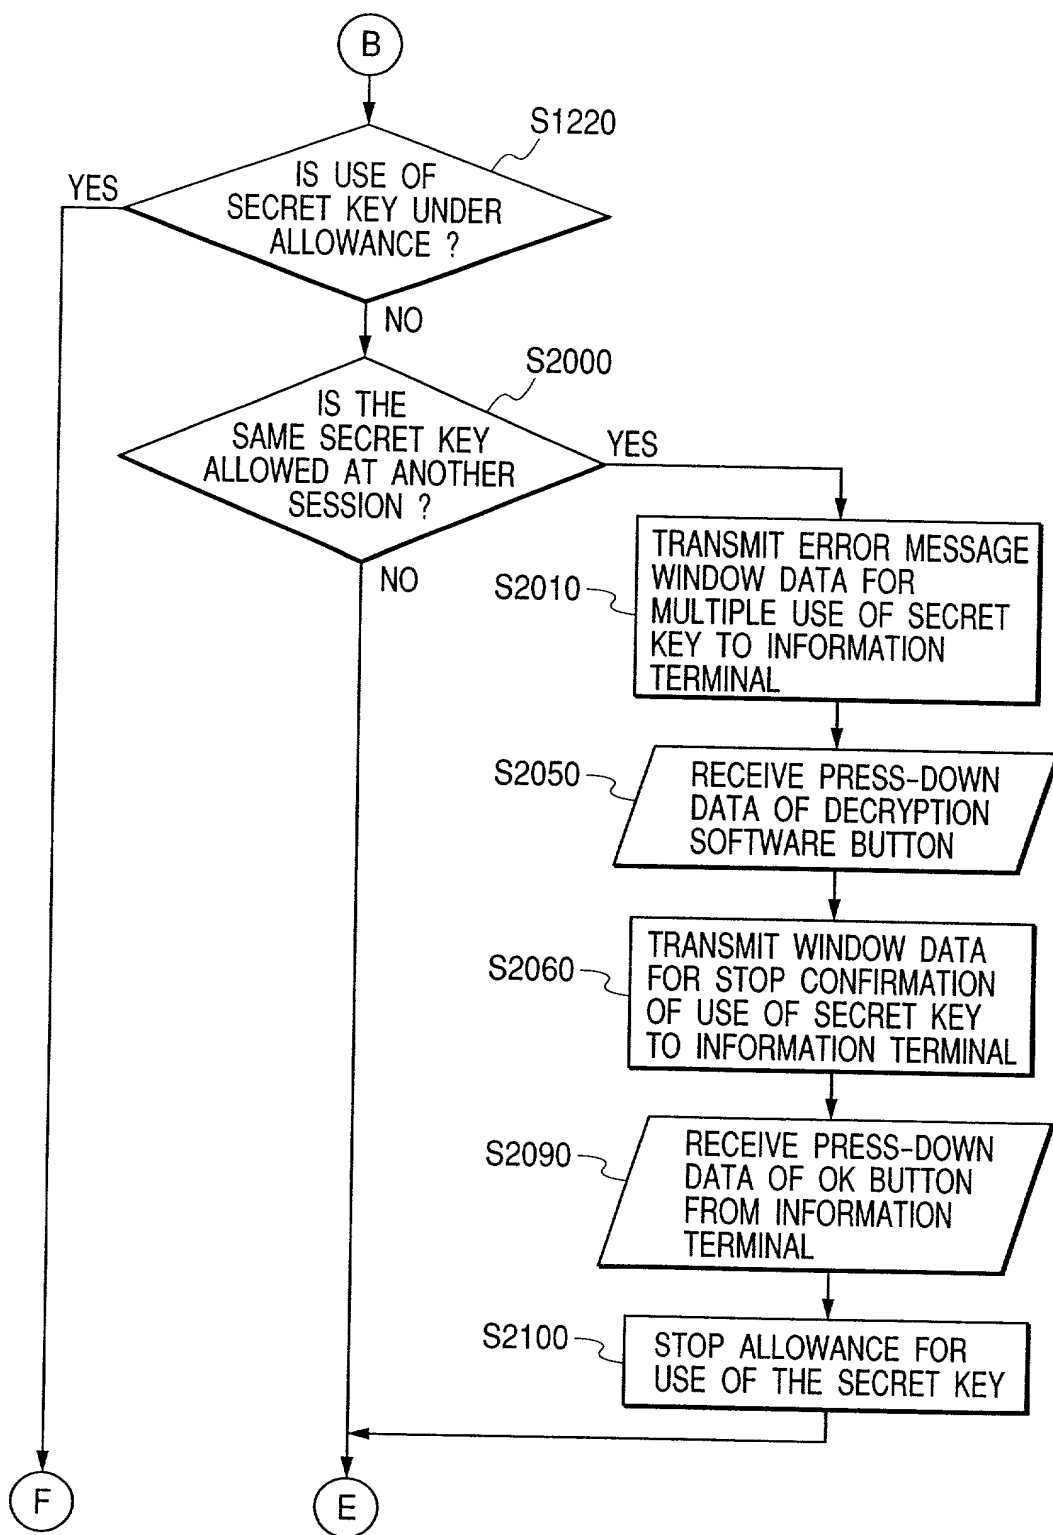 B
S1220
IS USE OF
SECRET KEY UNDER
ALLOWANCE ?
YES
NO
S2000
IS THE
SAME SECRET KEY
ALLOWED AT ANOTHER
SESSION ?
YES
NO
S2010
TRANSMIT ERROR MESSAGE
WINDOW DATA FOR
MULTIPLE USE OF SECRET
KEY TO INFORMATION
TERMINAL
S2050
RECEIVE PRESS-DOWN
DATA OF DECRYPTION
SOFTWARE BUTTON
S2060
TRANSMIT WINDOW DATA
FOR STOP CONFIRMATION
OF USE OF SECRET KEY
TO INFORMATION TERMINAL
S2090
RECEIVE PRESS-DOWN
DATA OF OK BUTTON
FROM INFORMATION
TERMINAL
S2100
STOP ALLOWANCE FOR
USE OF THE SECRET KEY
F
E